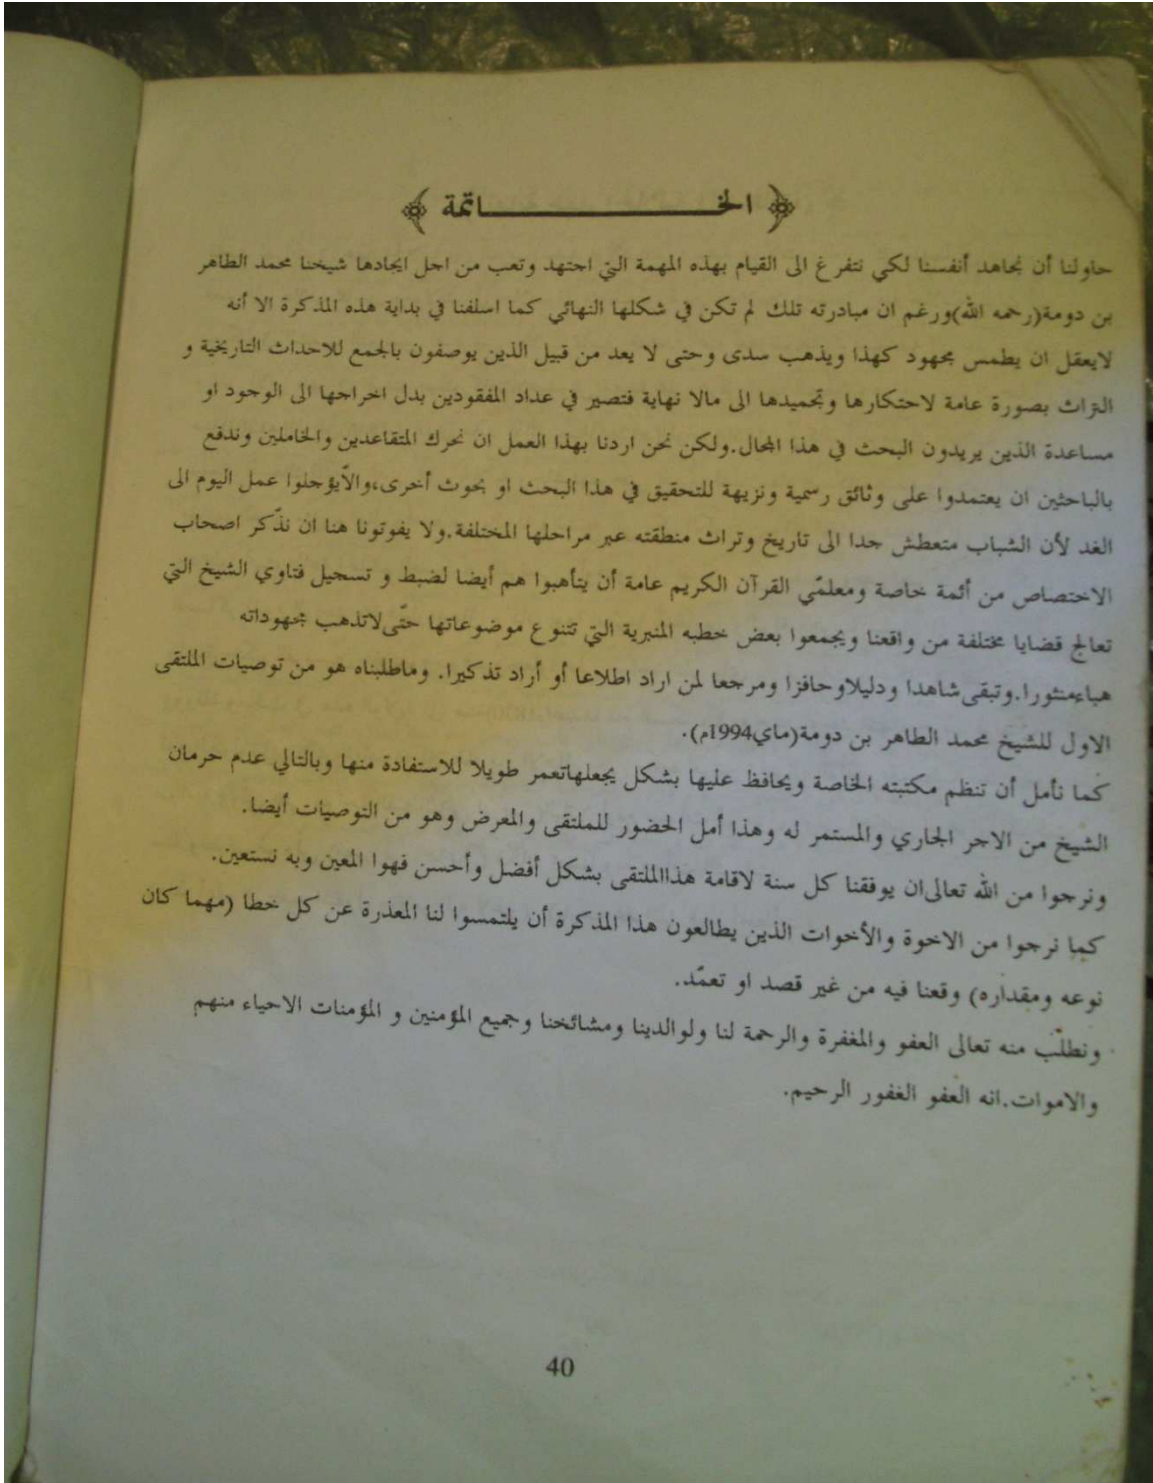 ﴿ الخـــــــــــــــاتمة ﴾
حاولنا أن نجاهد أنفسنا لكي نتفرغ الى القيام بهذه المهمة التي اجتهد وتعب من اجل ايجادها شيخنا محمد الطاهر
بن دومة(رحمه الله)ورغم ان مبادرته تلك لم تكن في شكلها النهائي كما اسلفنا في بداية هذه المذكرة الا أنه
لايعقل ان يطمس مجهود كهذا ويذهب سدى وحتى لا يعد من قبيل الذين يوصفون بالجمع للاحداث التاريخية و
التراث بصورة عامة لاحتكارها وتجميدها الى مالا نهاية فتصير في عداد المفقودين بدل اخراجها الى الوجود او
مساعدة الذين يريدون البحث في هذا المجال.ولكن نحن اردنا بهذا العمل ان نحرك المتقاعدين والخاملين وندفع
بالباحثين ان يعتمدوا على وثائق رسمية ونزيهة للتحقيق في هذا البحث او بحوث أخرى،والاّيؤجلوا عمل اليوم الى
الغد لأن الشباب متعطش جدا الى تاريخ وتراث منطقته عبر مراحلها المختلفة.ولا يفوتونا هنا ان نذّكر اصحاب
الاختصاص من أئمة خاصة ومعلمّي القرآن الكريم عامة أن يتأهبوا هم أيضا لضبط و تسجيل فتاوي الشيخ التي
تعالج قضايا مختلفة من واقعنا ويجمعوا بعض خطبه المنبرية التي تتنوع موضوعاتها حتّى لاتذهب مجهوداته
هباءمنثورا.وتبقى شاهدا ودليلاوحافزا ومرجعا لمن اراد اطلاعا أو أراد تذكيرا. وماطلبناه هو من توصيات الملتقى
الاول للشيخ محمد الطاهر بن دومة(ماي1994م).
كما نأمل أن تنظم مكتبته الخاصة ويحافظ عليها بشكل يجعلهاتعمر طويلا للاستفادة منها وبالتالي عدم حرمان
الشيخ من الاجر الجاري والمستمر له وهذا أمل الحضور للملتقى والمعرض وهو من التوصيات أيضا.
ونرجوا من الله تعالى ان يوفقنا كل سنة لاقامة هذاالملتقى بشكل أفضل وأحسن فهوا المعين وبه نستعين.
كما نرجوا من الاخوة والأخوات الذين يطالعون هذا المذكرة أن يلتمسوا لنا المعذرة عن كل خطا (مهما كان
نوعه ومقداره) وقعنا فيه من غير قصد او تعمّد.
ونطلّب منه تعالى العفو والمغفرة والرحمة لنا ولوالدينا ومشائخنا وجميع المؤمنين و المؤمنات الاحياء منهم
والاموات.انه العفو الغفور الرحيم.
40